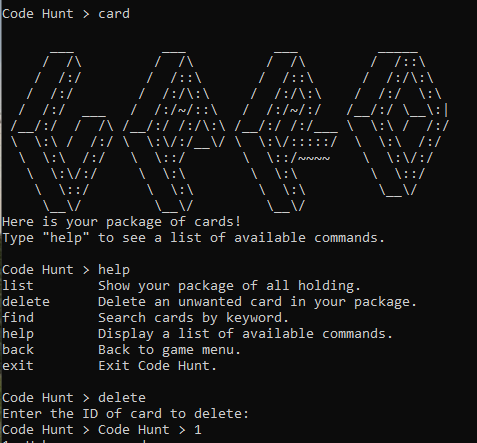 Code Hunt > card
CARD
Here is your package of cards!
Type "help" to see a list of available commands.
Code Hunt > help
list Show your package of all holding.
delete Delete an unwanted card in your package.
find Search cards by keyword.
help Display a list of available commands.
back Back to game menu.
exit Exit Code Hunt.
Code Hunt > delete
Enter the ID of card to delete:
Code Hunt > Code Hunt > 1